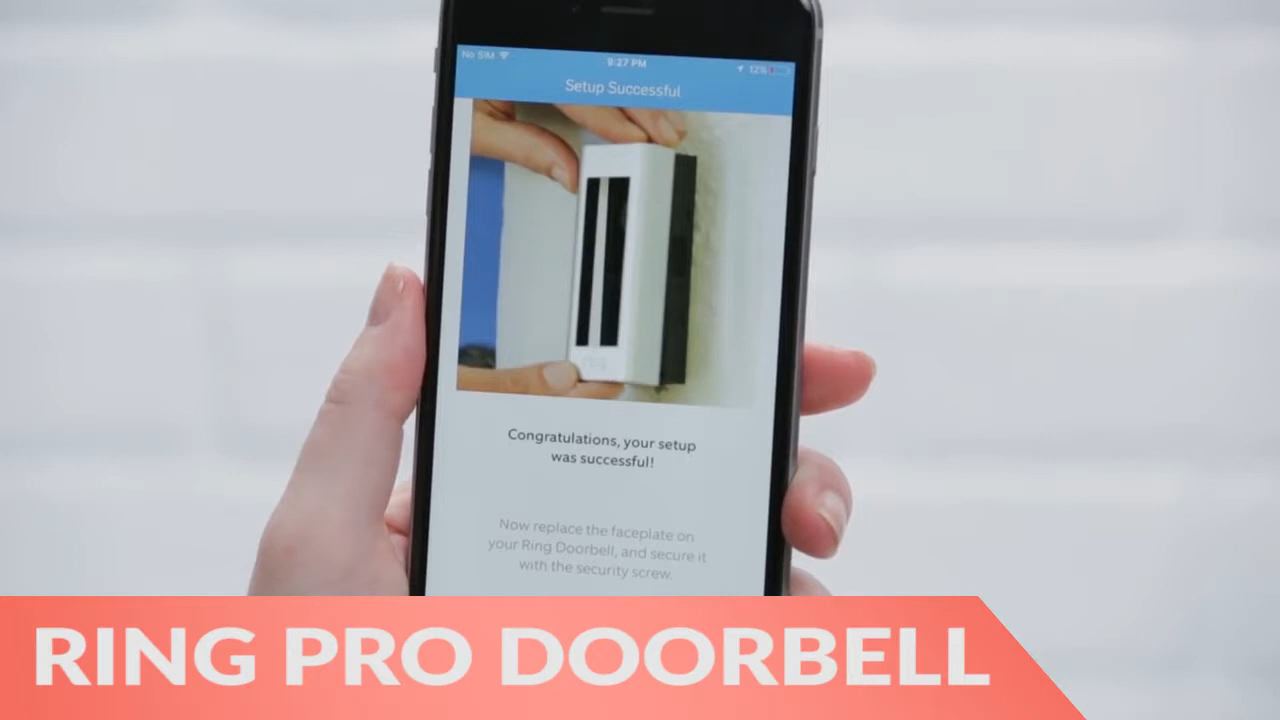 No SIM 9:27 PM 12%
Setup Successful
Congratulations, your setup
was successful!
Now replace the faceplate on
your Ring Doorbell, and secure it
with the security screw.
RING PRO DOORBELL